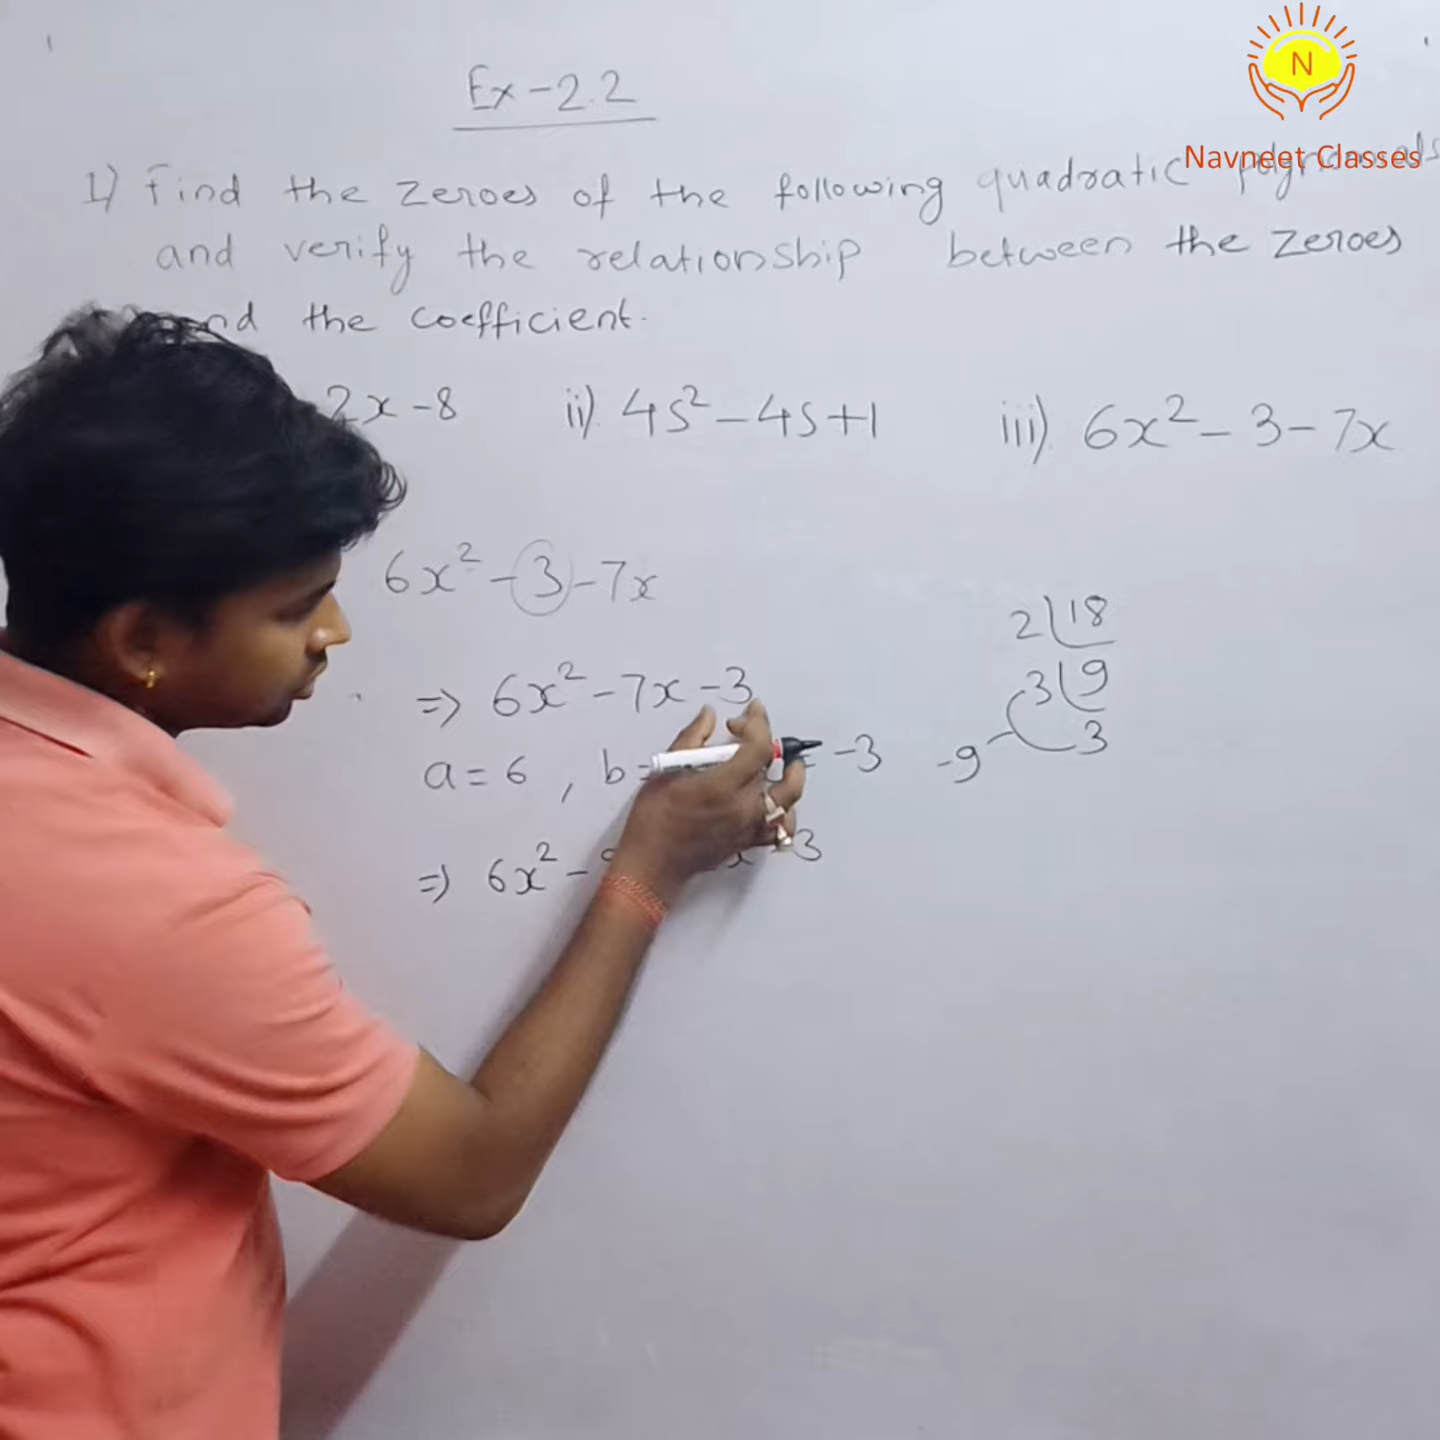 N
Navneet Classes
Ex-2.2
1) Find the zeroes of the following quadratic polynomials
and verify the relationship between the zeroes
and the coefficient.
2x-8 ii) 4s²-4s+1 iii) 6x²-3-7x
6x²-3-7x
=> 6x²-7x-3
a=6, b= = -3
=> 6x²- x-3
2 18
3 9
3
-9